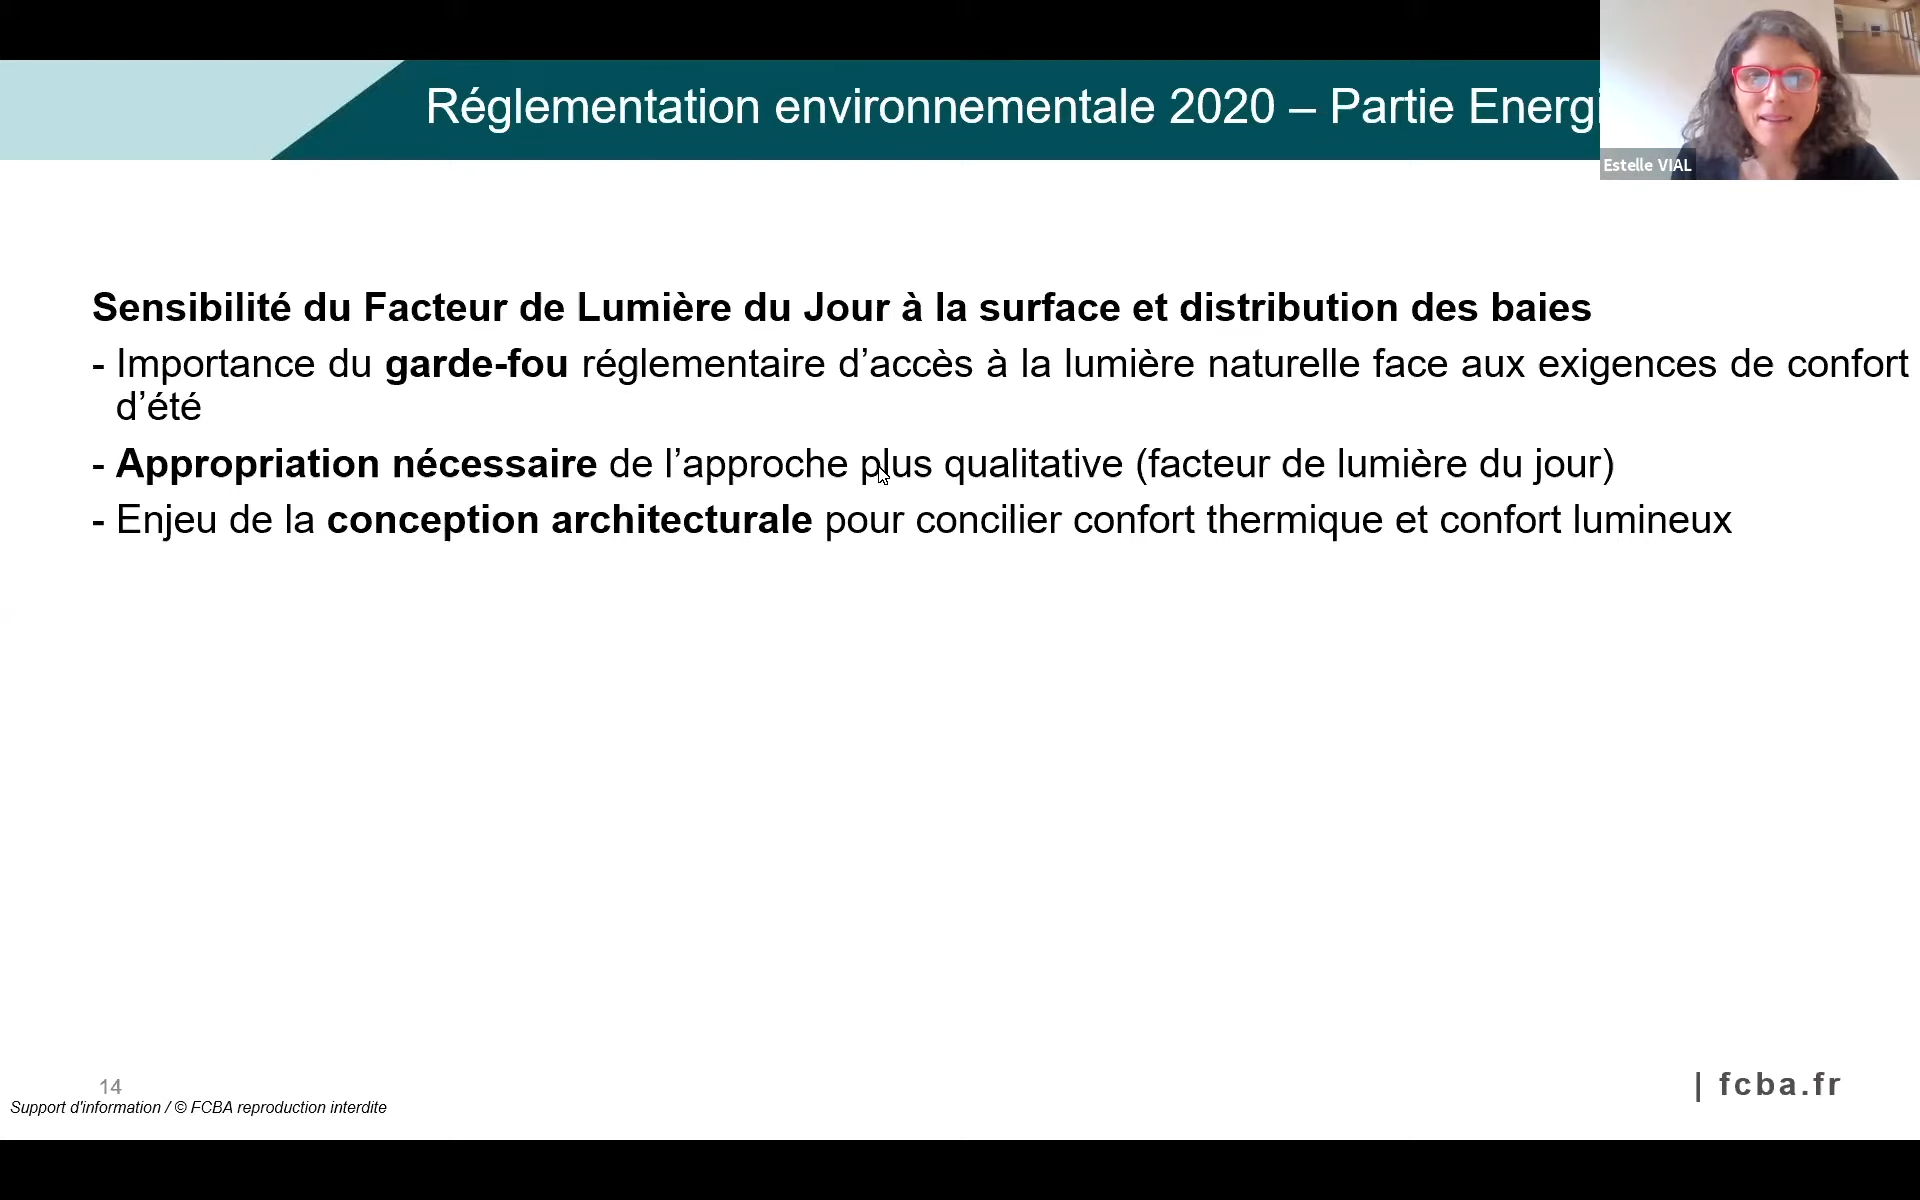 Réglementation environnementale 2020 – Partie Energi
Estelle VIAL
Sensibilité du Facteur de Lumière du Jour à la surface et distribution des baies
- Importance du garde-fou réglementaire d’accès à la lumière naturelle face aux exigences de confort
d’été
- Appropriation nécessaire de l’approche plus qualitative (facteur de lumière du jour)
- Enjeu de la conception architecturale pour concilier confort thermique et confort lumineux
14
Support d'information / © FCBA reproduction interdite
| fcba.fr